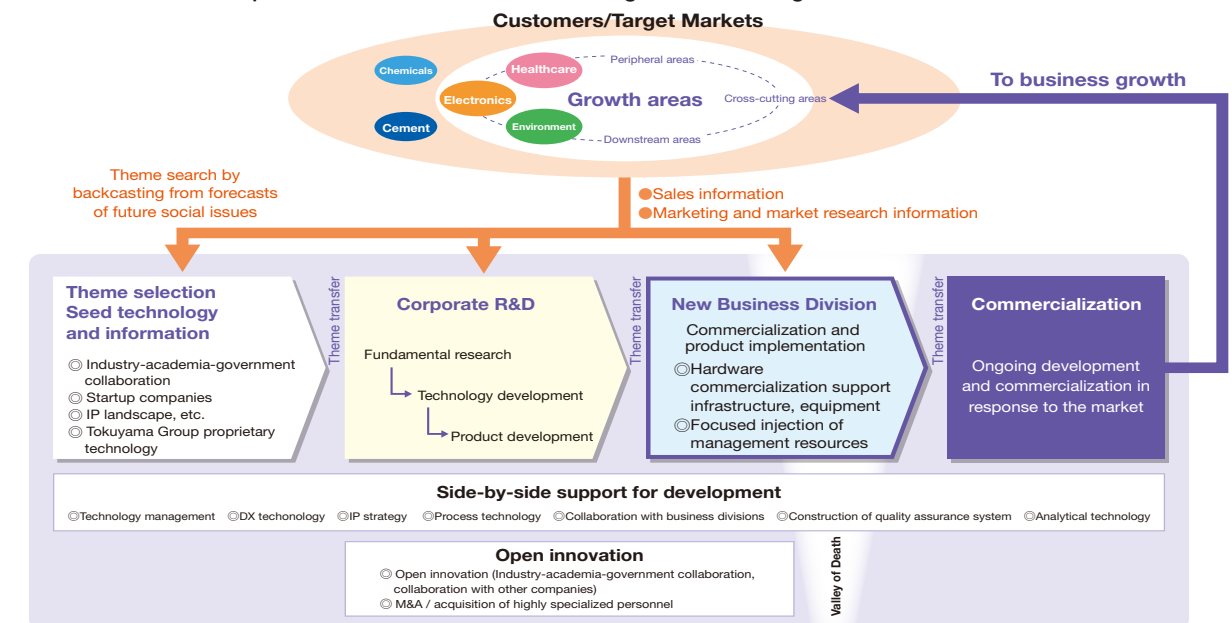 Customers/Target Markets
Chemicals
Healthcare
Peripheral areas
To business growth
Electronics
Growth areas
Cross-cutting areas
Cement
Environment
Downstream areas
Theme search by
backcasting from forecasts
of future social issues
●Sales information
●Marketing and market research information
Theme selection
Seed technology
and information
◎ Industry-academia-government
collaboration
◎ Startup companies
◎ IP landscape, etc.
◎ Tokuyama Group proprietary
technology
Theme transfer
Corporate R&D
Fundamental research
Technology development
Product development
Theme transfer
New Business Division
Commercialization and
product implementation
◎Hardware
commercialization support
infrastructure, equipment
◎Focused injection of
management resources
Theme transfer
Commercialization
Ongoing development
and commercialization in
response to the market
Side-by-side support for development
◎Technology management ◎DX techonology ◎IP strategy ◎Process technology ◎Collaboration with business divisions ◎Construction of quality assurance system ◎Analytical technology
Open innovation
◎ Open innovation (Industry-academia-government collaboration,
collaboration with other companies)
◎ M&A / acquisition of highly specialized personnel
Valley of Death